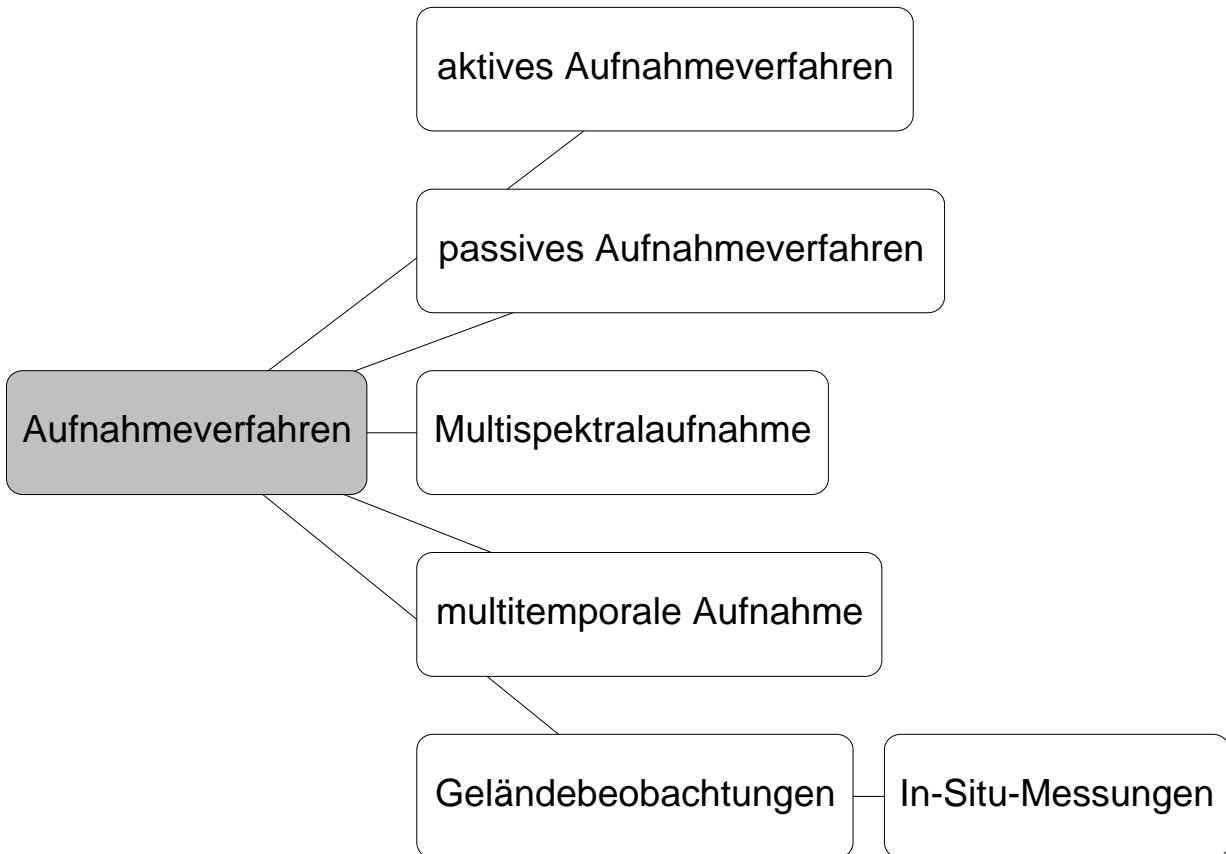 aktives Aufnahmeverfahren
passives Aufnahmeverfahren
Aufnahmeverfahren
Multispektralaufnahme
multitemporale Aufnahme
Geländebeobachtungen
In-Situ-Messungen